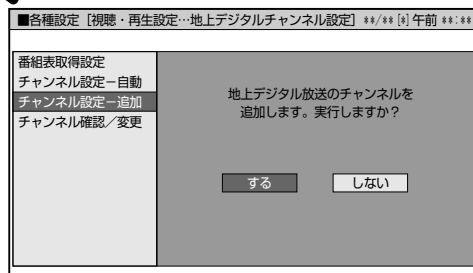 ■各種設定［視聴・再生設定…地上デジタルチャンネル設定］ **/** [*] 午前 **:**
番組表取得設定
チャンネル設定－自動
チャンネル設定－追加
チャンネル確認／変更
地上デジタル放送のチャンネルを
追加します。実行しますか？
する しない